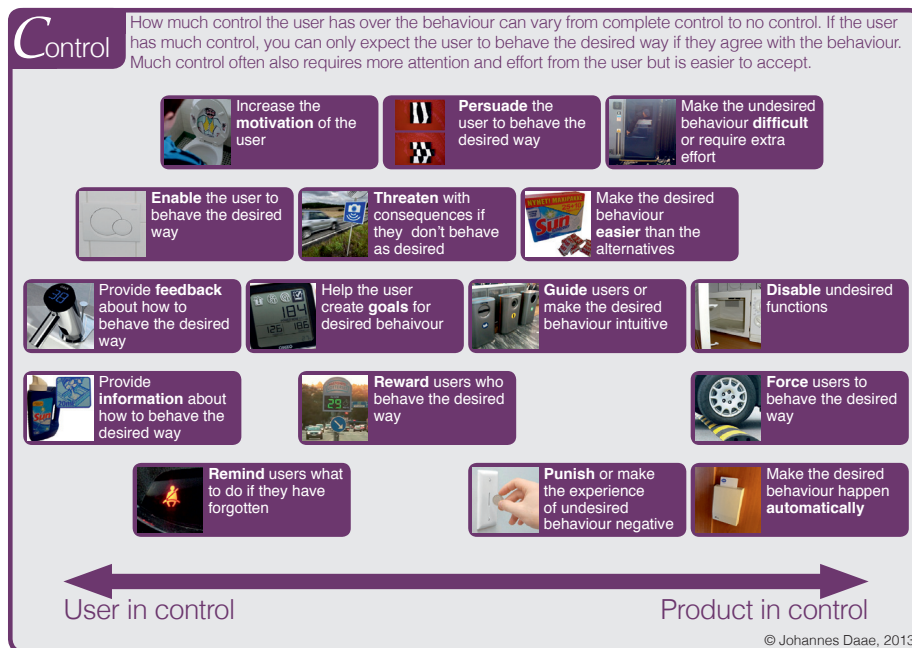 Control
How much control the user has over the behaviour can vary from complete control to no control. If the user
has much control, you can only expect the user to behave the desired way if they agree with the behaviour.
Much control often also requires more attention and effort from the user but is easier to accept.
Increase the
motivation of the
user
Persuade the
user to behave the
desired way
Make the undesired
behaviour difficult
or require extra
effort
Enable the user to
behave the desired
way
Threaten with
consequences if
they don't behave
as desired
NYHET! MAXIPAKKE
Sun
Make the desired
behaviour
easier than the
alternatives
38
Provide feedback
about how to
behave the desired
way
184
126
186
Help the user
create goals for
desired behaivour
Guide users or
make the desired
behaviour intuitive
Disable undesired
functions
Sun
20ml
Provide
information about
how to behave the
desired way
29
Reward users who
behave the desired
way
Force users to
behave the desired
way
Remind users what
to do if they have
forgotten
Punish or make
the experience
of undesired
behaviour negative
Make the desired
behaviour happen
automatically
User in control
Product in control
© Johannes Daae, 2013